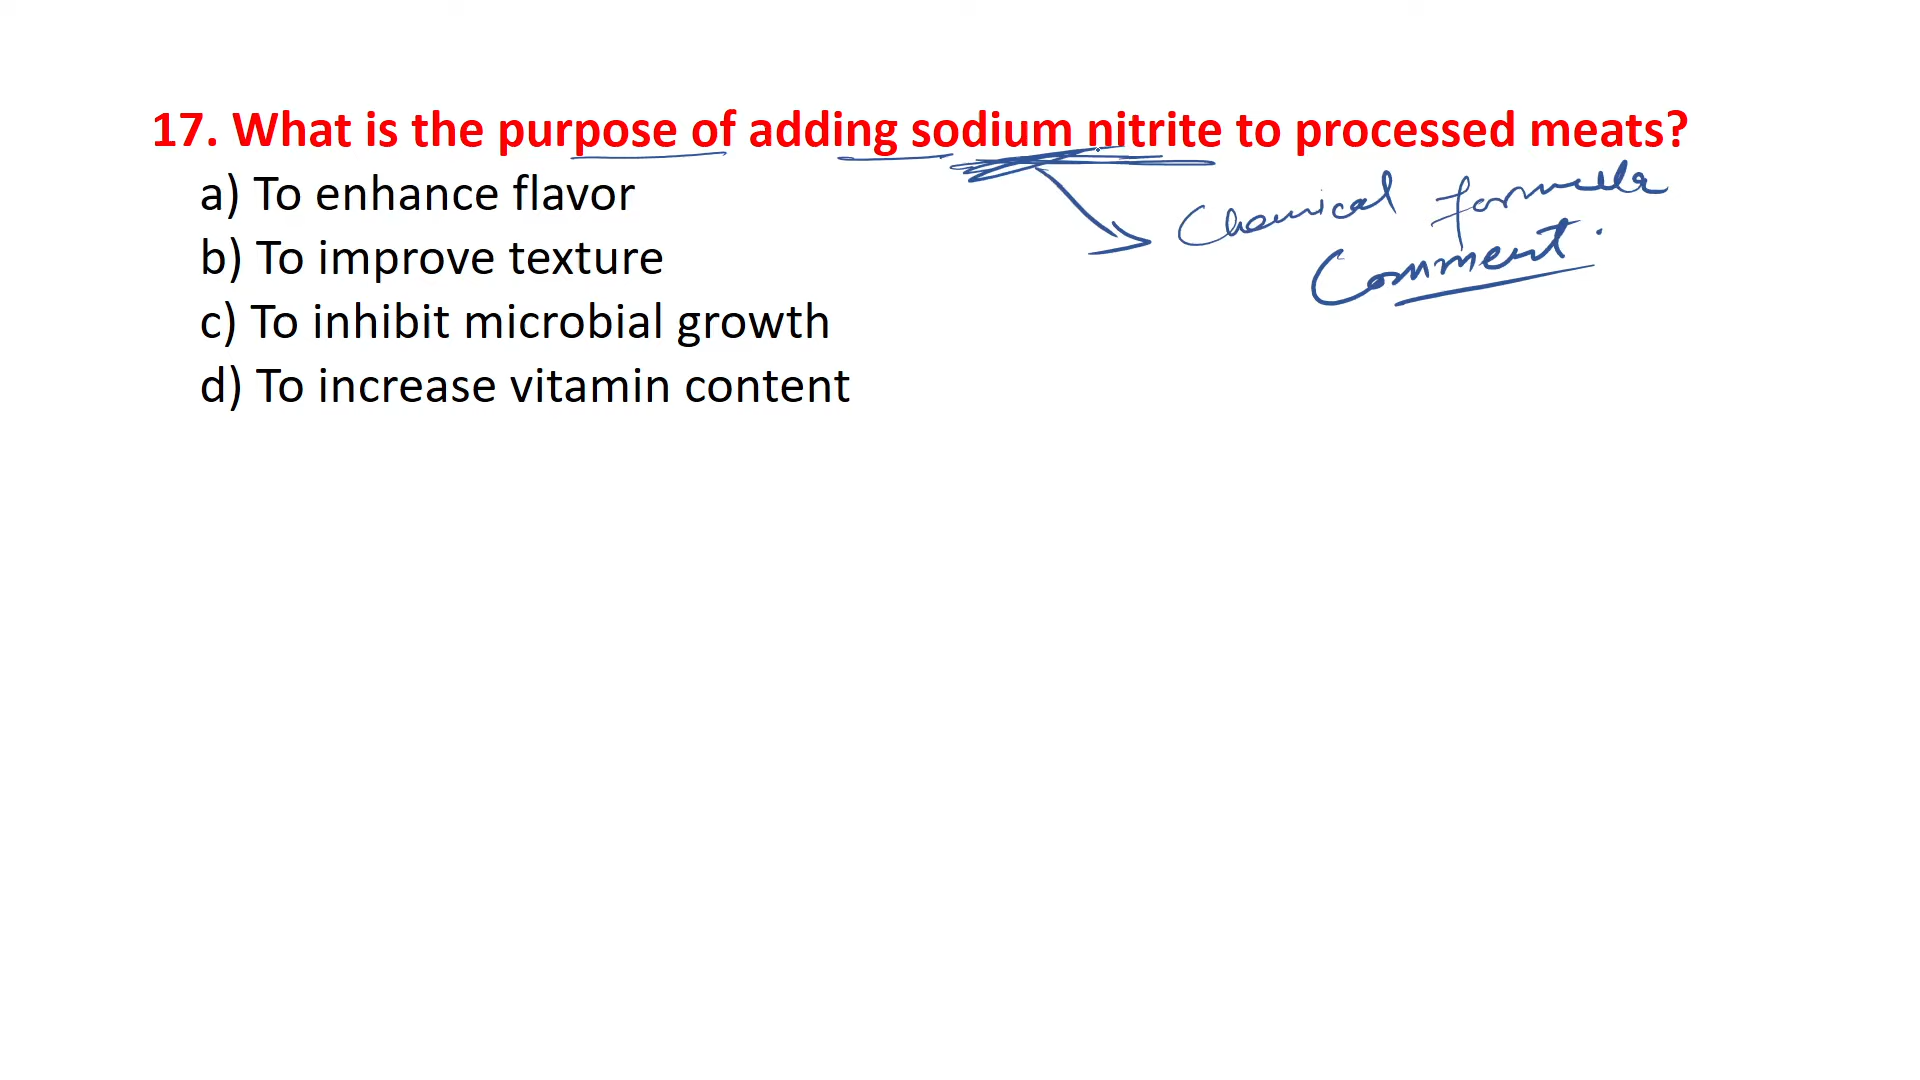 17. What is the purpose of adding sodium nitrite to processed meats?
a) To enhance flavor
b) To improve texture
c) To inhibit microbial growth
d) To increase vitamin content
Chemical formula
Comment.